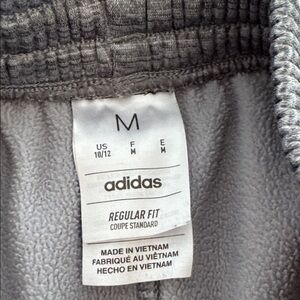 M
US F E
10/12 M M
adidas
REGULAR FIT
COUPE STANDARD
MADE IN VIETNAM
FABRIQUÉ AU VIÊTNAM
HECHO EN VIETNAM